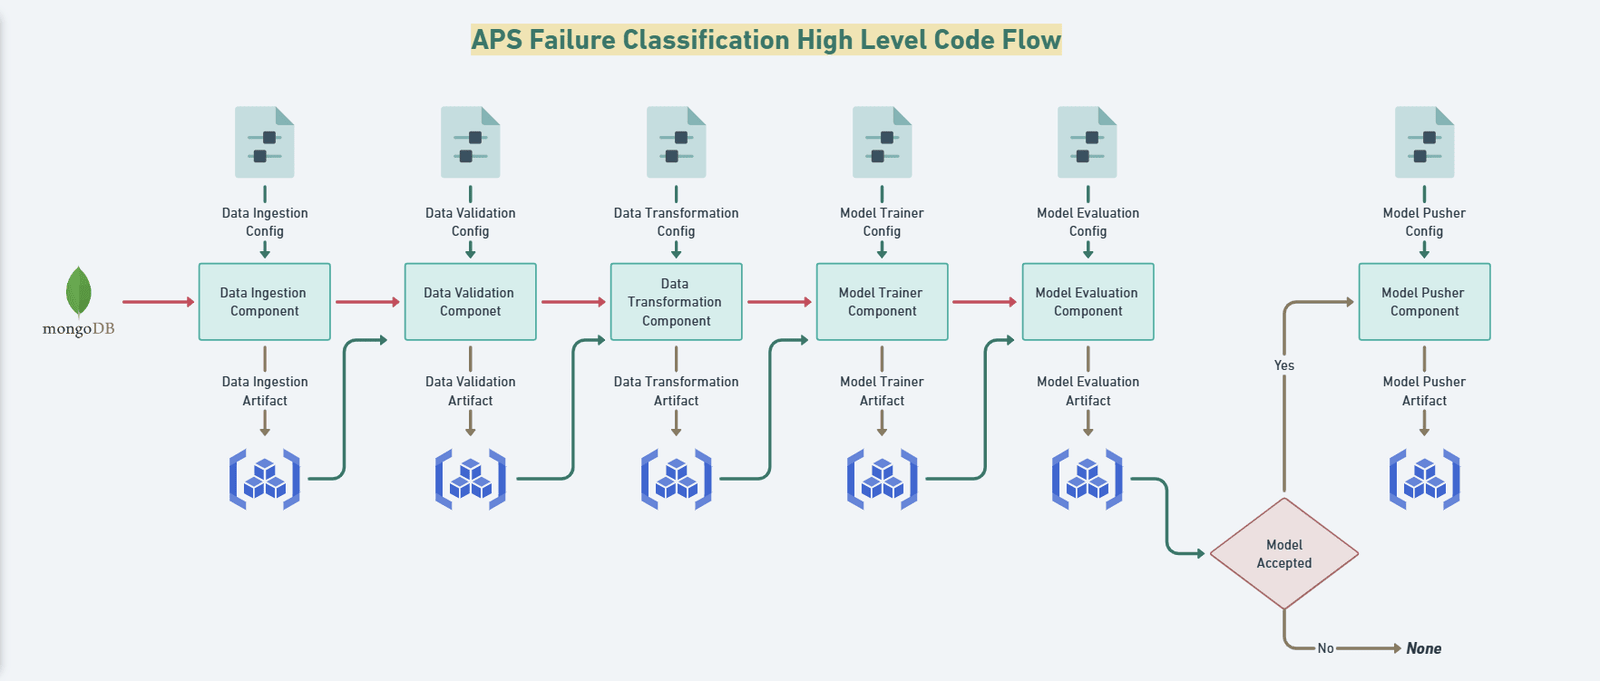 APS Failure Classification High Level Code Flow
Data Ingestion
Config
Data Validation
Config
Data Transformation
Config
Model Trainer
Config
Model Evaluation
Config
Model Pusher
Config
mongoDB
Data Ingestion
Component
Data Validation
Componet
Data
Transformation
Component
Model Trainer
Component
Model Evaluation
Component
Model Pusher
Component
Yes
Data Ingestion
Artifact
Data Validation
Artifact
Data Transformation
Artifact
Model Trainer
Artifact
Model Evaluation
Artifact
Model Pusher
Artifact
Model
Accepted
No
None